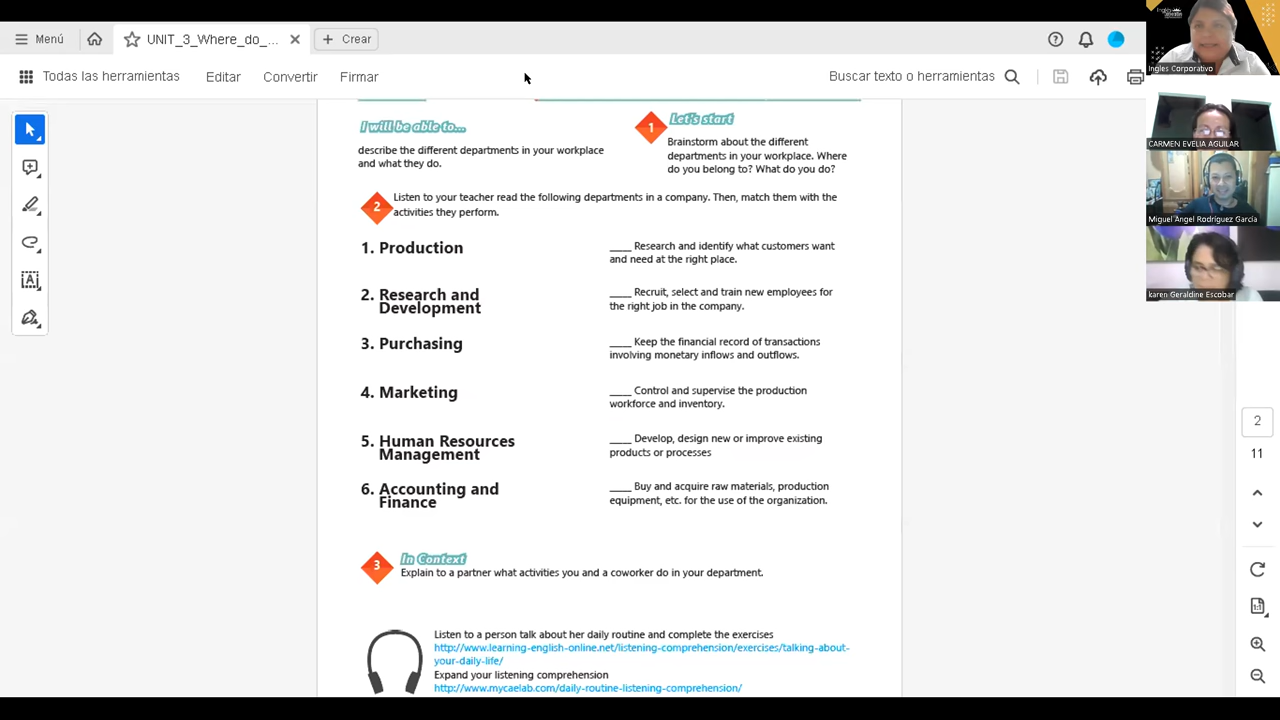 Menú
UNIT_3_Where_do_...
Crear
Todas las herramientas
Editar
Convertir
Firmar
Buscar texto o herramientas
I will be able to...
describe the different departments in your workplace
and what they do.
1
Let's start
Brainstorm about the different
departments in your workplace. Where
do you belong to? What do you do?
2
Listen to your teacher read the following departments in a company. Then, match them with the
activities they perform.
1. Production
____ Research and identify what customers want
and need at the right place.
2. Research and
Development
____ Recruit, select and train new employees for
the right job in the company.
3. Purchasing
____ Keep the financial record of transactions
involving monetary inflows and outflows.
4. Marketing
____ Control and supervise the production
workforce and inventory.
5. Human Resources
Management
____ Develop, design new or improve existing
products or processes
6. Accounting and
Finance
____ Buy and acquire raw materials, production
equipment, etc. for the use of the organization.
3
In Context
Explain to a partner what activities you and a coworker do in your department.
Listen to a person talk about her daily routine and complete the exercises
http://www.learning-english-online.net/listening-comprehension/exercises/talking-about-
your-daily-life/
Expand your listening comprehension
http://www.mycaelab.com/daily-routine-listening-comprehension/
2
11
1:1
Ingles Corporativo
CARMEN EVELIA AGUILAR
Miguel Angel Rodríguez García
karen Geraldine Escobar